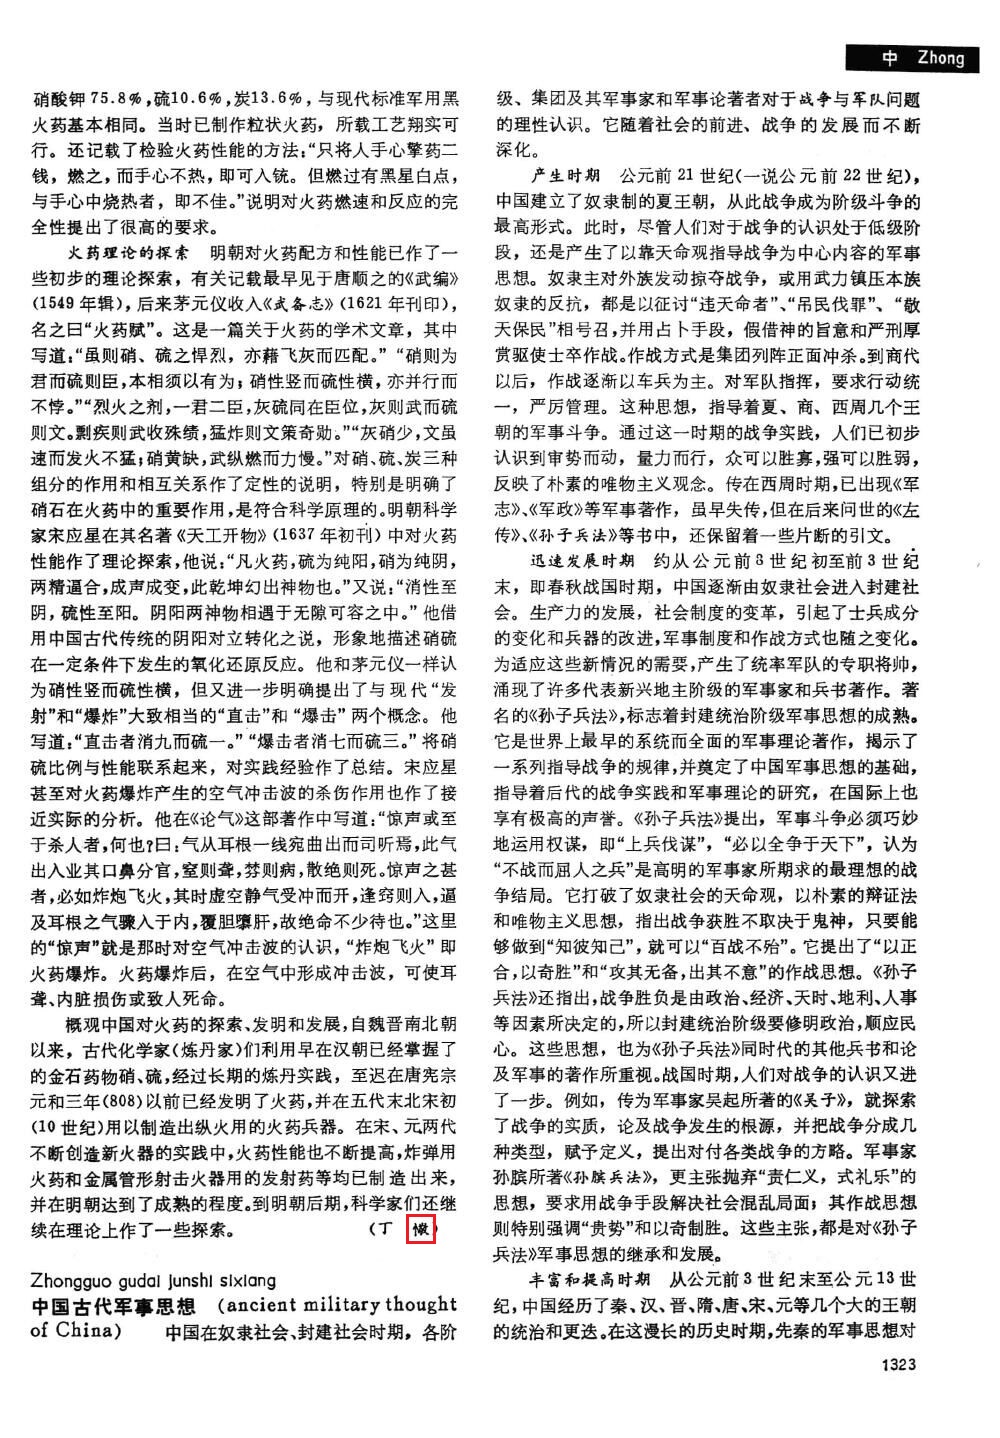 中 Zhong
硝酸钾75.8%,硫10.6%,炭13.6%,与现代标准军用黑
火药基本相同。当时已制作粒状火药,所载工艺翔实可
行。还记载了检验火药性能的方法:“只将人手心擎药二
钱,燃之,而手心不热,即可入铳。但燃过有黑星白点,
与手心中烧热者,即不佳。”说明对火药燃速和反应的完
全性提出了很高的要求。
火药理论的探索 明朝对火药配方和性能已作了一
些初步的理论探索,有关记载最早见于唐顺之的《武编》
(1549年辑),后来茅元仪收入《武备志》(1621年刊印),
名之曰“火药赋”。这是一篇关于火药的学术文章,其中
写道:“虽则硝、硫之悍烈,亦藉飞灰而匹配。”“硝则为
君而硫则臣,本相须以有为;硝性竖而硫性横,亦并行而
不悖。”“烈火之剂,一君二臣,灰硫同在臣位,灰则武而硫
则文。剽疾则武收殊绩,猛炸则文策奇勋。”“灰硝少,文虽
速而发火不猛;硝黄缺,武纵燃而力慢。”对硝、硫、炭三种
组分的作用和相互关系作了定性的说明,特别是明确了
硝石在火药中的重要作用,是符合科学原理的。明朝科学
家宋应星在其名著《天工开物》(1637年初刊)中对火药
性能作了理论探索,他说:“凡火药,硫为纯阳,硝为纯阴,
两精逼合,成声成变,此乾坤幻出神物也。”又说:“消性至
阴,硫性至阳。阴阳两神物相遇于无隙可容之中。”他借
用中国古代传统的阴阳对立转化之说,形象地描述硝硫
在一定条件下发生的氧化还原反应。他和茅元仪一样认
为硝性竖而硫性横,但又进一步明确提出了与现代“发
射”和“爆炸”大致相当的“直击”和“爆击”两个概念。他
写道:“直击者消九而硫一。”“爆击者消七而硫三。”将硝
硫比例与性能联系起来,对实践经验作了总结。宋应星
甚至对火药爆炸产生的空气冲击波的杀伤作用也作了接
近实际的分析。他在《论气》这部著作中写道:“惊声或至
于杀人者,何也?曰:气从耳根一线宛曲出而司听焉,此气
出入业其口鼻分官,窒则聋,棼则病,散绝则死。惊声之甚
者,必如炸炮飞火,其时虚空静气受冲而开,逢窍则入,逼
及耳根之气骤入于内,覆胆隳肝,故绝命不少待也。”这里
的“惊声”就是那时对空气冲击波的认识,“炸炮飞火”即
火药爆炸。火药爆炸后,在空气中形成冲击波,可使耳
聋、内脏损伤或致人死命。
概观中国对火药的探索、发明和发展,自魏晋南北朝
以来,古代化学家(炼丹家)们利用早在汉朝已经掌握了
的金石药物硝、硫,经过长期的炼丹实践,至迟在唐宪宗
元和三年(808)以前已经发明了火药,并在五代末北宋初
(10世纪)用以制造出纵火用的火药兵器。在宋、元两代
不断创造新火器的实践中,火药性能也不断提高,炸弹用
火药和金属管形射击火器用的发射药等均已制造出来,
并在明朝达到了成熟的程度。到明朝后期,科学家们还继
续在理论上作了一些探索。 (丁 㒜)
Zhongguo gudai junshi sixiang
中国古代军事思想 (ancient military thought
of China) 中国在奴隶社会、封建社会时期,各阶
级、集团及其军事家和军事论著者对于战争与军队问题
的理性认识。它随着社会的前进、战争的发展而不断
深化。
产生时期 公元前21世纪(一说公元前22世纪),
中国建立了奴隶制的夏王朝,从此战争成为阶级斗争的
最高形式。此时,尽管人们对于战争的认识处于低级阶
段,还是产生了以靠天命观指导战争为中心内容的军事
思想。奴隶主对外族发动掠夺战争,或用武力镇压本族
奴隶的反抗,都是以征讨“违天命者”、“吊民伐罪”、“敬
天保民”相号召,并用占卜手段,假借神的旨意和严刑厚
赏驱使士卒作战。作战方式是集团列阵正面冲杀。到商代
以后,作战逐渐以车兵为主。对军队指挥,要求行动统
一,严厉管理。这种思想,指导着夏、商、西周几个王
朝的军事斗争。通过这一时期的战争实践,人们已初步
认识到审势而动,量力而行,众可以胜寡,强可以胜弱,
反映了朴素的唯物主义观念。传在西周时期,已出现《军
志》、《军政》等军事著作,虽早失传,但在后来问世的《左
传》、《孙子兵法》等书中,还保留着一些片断的引文。
迅速发展时期 约从公元前8世纪初至前3世纪
末,即春秋战国时期,中国逐渐由奴隶社会进入封建社
会。生产力的发展,社会制度的变革,引起了士兵成分
的变化和兵器的改进,军事制度和作战方式也随之变化。
为适应这些新情况的需要,产生了统率军队的专职将帅,
涌现了许多代表新兴地主阶级的军事家和兵书著作。著
名的《孙子兵法》,标志着封建统治阶级军事思想的成熟。
它是世界上最早的系统而全面的军事理论著作,揭示了
一系列指导战争的规律,并奠定了中国军事思想的基础,
指导着后代的战争实践和军事理论的研究,在国际上也
享有极高的声誉。《孙子兵法》提出,军事斗争必须巧妙
地运用权谋,即“上兵伐谋”,“必以全争于天下”,认为
“不战而屈人之兵”是高明的军事家所期求的最理想的战
争结局。它打破了奴隶社会的天命观,以朴素的辩证法
和唯物主义思想,指出战争获胜不取决于鬼神,只要能
够做到“知彼知己”,就可以“百战不殆”。它提出了“以正
合,以奇胜”和“攻其无备,出其不意”的作战思想。《孙子
兵法》还指出,战争胜负是由政治、经济、天时、地利、人事
等因素所决定的,所以封建统治阶级要修明政治,顺应民
心。这些思想,也为《孙子兵法》同时代的其他兵书和论
及军事的著作所重视。战国时期,人们对战争的认识又进
了一步。例如,传为军事家吴起所著的《吴子》,就探索
了战争的实质,论及战争发生的根源,并把战争分成几
种类型,赋予定义,提出对付各类战争的方略。军事家
孙膑所著《孙膑兵法》,更主张抛弃“责仁义,式礼乐”的
思想,要求用战争手段解决社会混乱局面;其作战思想
则特别强调“贵势”和以奇制胜。这些主张,都是对《孙子
兵法》军事思想的继承和发展。
丰富和提高时期 从公元前3世纪末至公元13世
纪,中国经历了秦、汉、晋、隋、唐、宋、元等几个大的王朝
的统治和更迭。在这漫长的历史时期,先秦的军事思想对
1323